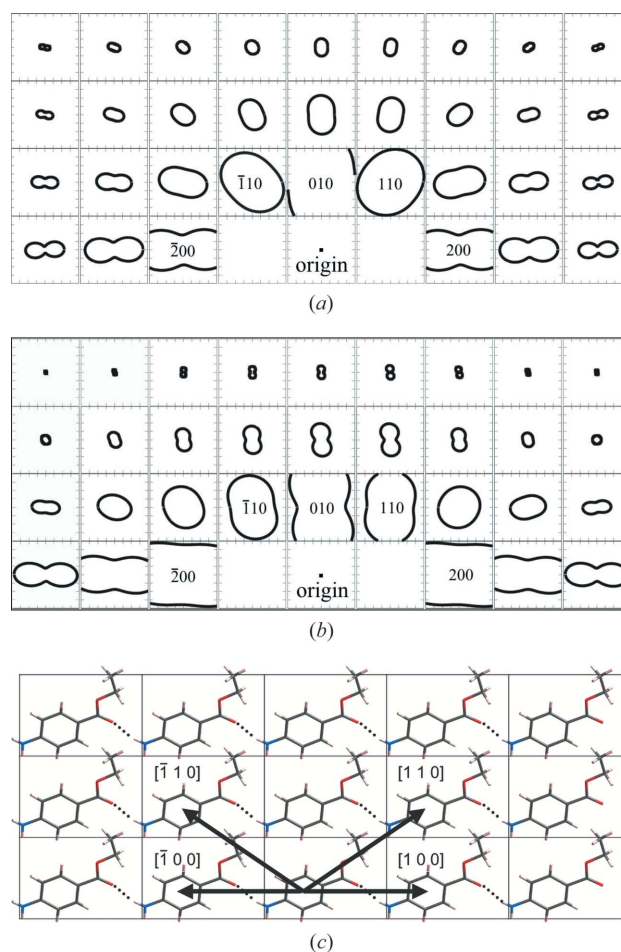 1̄10 010 110
2̄00 origin 200
(a)
1̄10 010 110
2̄00 origin 200
(b)
[1̄ 1 0] [1 1 0]
[1̄ 0 0] [1 0 0]
(c)